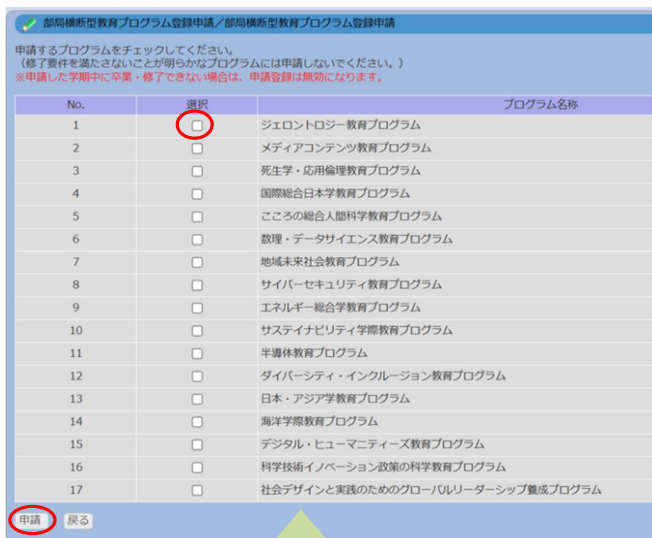 部局横断型教育プログラム登録申請／部局横断型教育プログラム登録申請
申請するプログラムをチェックしてください。
（修了要件を満たさないことが明らかなプログラムには申請しないでください。）
※申請した学期中に卒業・修了できない場合は、申請登録は無効になります。
No. 選択 プログラム名称
1 ジェロントロジー教育プログラム
2 メディアコンテンツ教育プログラム
3 死生学・応用倫理教育プログラム
4 国際総合日本学教育プログラム
5 こころの総合人間科学教育プログラム
6 数理・データサイエンス教育プログラム
7 地域未来社会教育プログラム
8 サイバーセキュリティ教育プログラム
9 エネルギー総合学教育プログラム
10 サステイナビリティ学際教育プログラム
11 半導体教育プログラム
12 ダイバーシティ・インクルージョン教育プログラム
13 日本・アジア学教育プログラム
14 海洋学際教育プログラム
15 デジタル・ヒューマニティーズ教育プログラム
16 科学技術イノベーション政策の科学教育プログラム
17 社会デザインと実践のためのグローバルリーダーシップ養成プログラム
申請 戻る